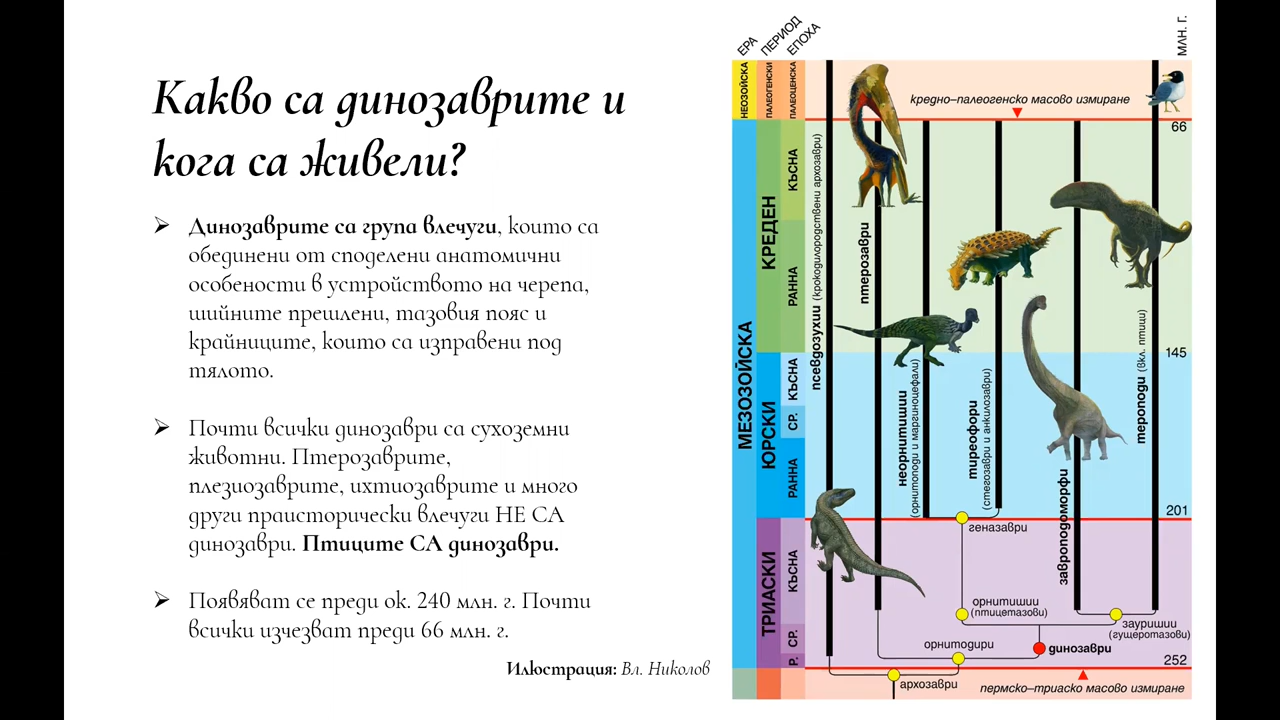 Какво са динозаврите и
кога са живели?
➢ Динозаврите са група влечуги, които са
обединени от споделени анатомични
особености в устройството на черепа,
шийните прешлени, тазовия пояс и
крайниците, които са изправени под
тялото.
➢ Почти всички динозаври са сухоземни
животни. Птерозаврите,
плезиозаврите, ихтиозаврите и много
други праисторически влечуги НЕ СА
динозаври. Птиците СА динозаври.
➢ Появяват се преди ок. 240 млн. г. Почти
всички изчезват преди 66 млн. г.
Илюстрация: Вл. Николов
ЕРА
ПЕРИОД
ЕПОХА
МЛН. Г.
НЕОЗОЙСКА
ПАЛЕОГЕНСКИ
ПАЛЕОЦЕНСКА
кредно–палеогенско масово измиране
66
МЕЗОЗОЙСКА
КРЕДЕН
КЪСНА
РАННА
145
ЮРСКИ
КЪСНА
СР.
РАННА
201
ТРИАСКИ
КЪСНА
СР.
Р.
252
псевдозухии (крокодилородствени архозаври)
птерозаври
неорнитишии
(орнитоподи и маргиноцефали)
тиреофори
(стегозаври и анкилозаври)
завроподоморфи
тероподи (вкл. птици)
геназаври
орнитишии
(птицетазови)
зауришии
(гущеротазови)
орнитодири
динозаври
архозаври
пермско–триаско масово измиране